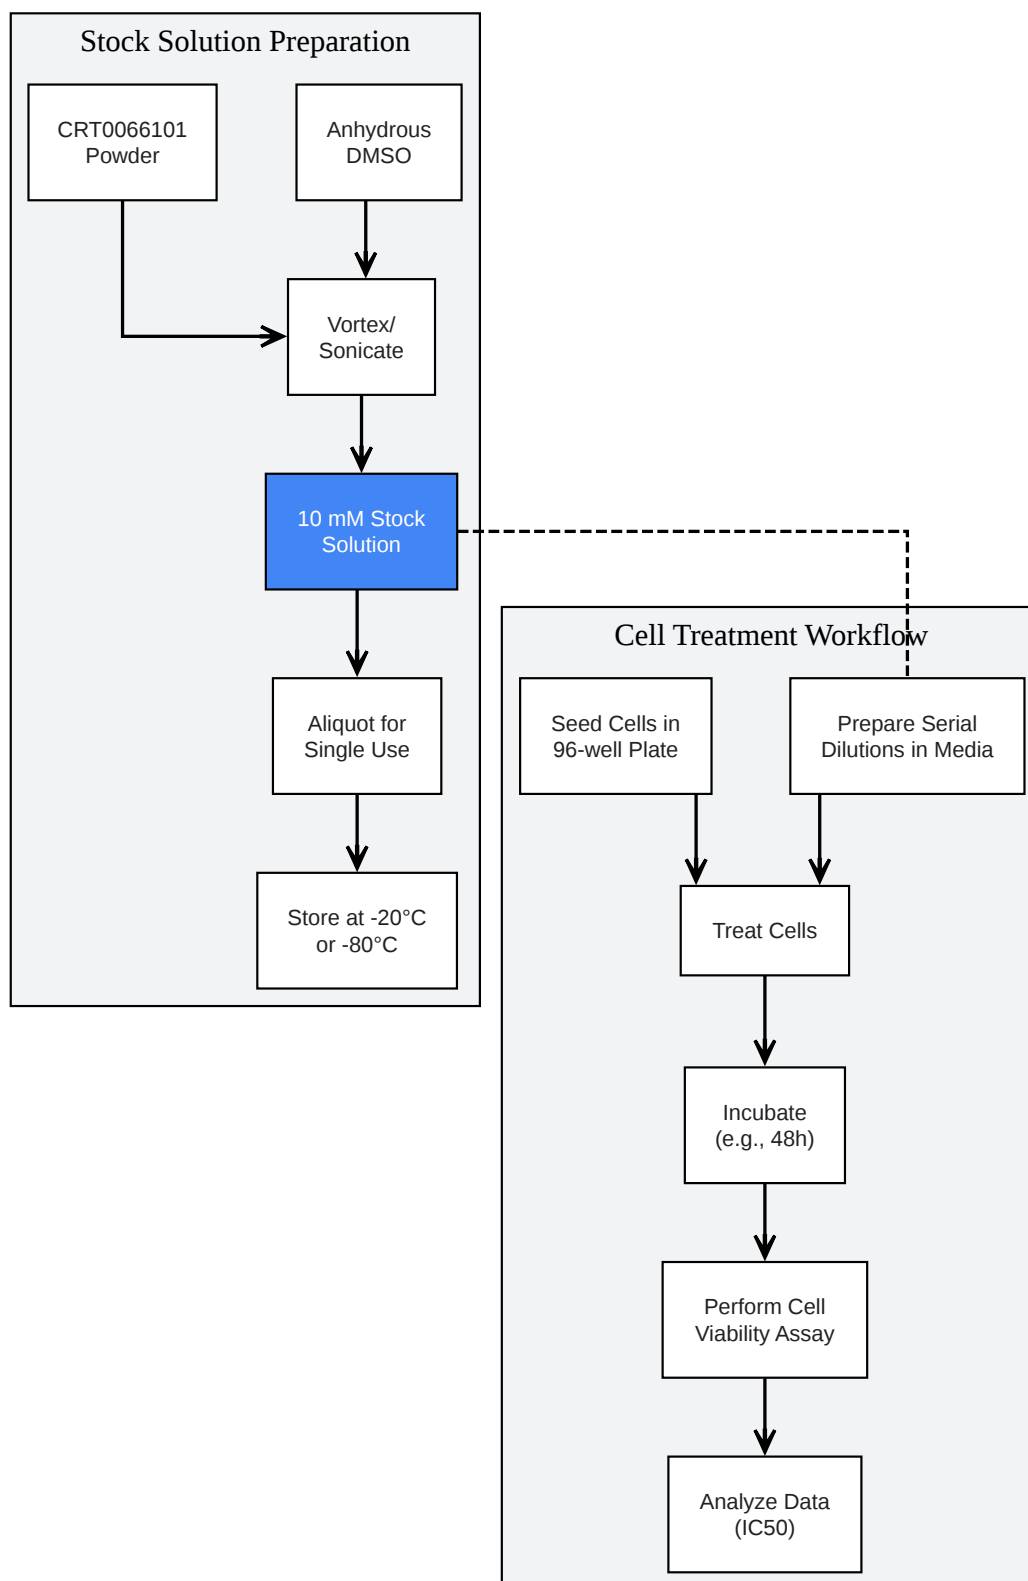 Stock Solution Preparation
CRT0066101
Powder
Anhydrous
DMSO
Vortex/
Sonicate
10 mM Stock
Solution
Aliquot for
Single Use
Store at -20°C
or -80°C
Cell Treatment Workflow
Seed Cells in
96-well Plate
Prepare Serial
Dilutions in Media
Treat Cells
Incubate
(e.g., 48h)
Perform Cell
Viability Assay
Analyze Data
(IC50)